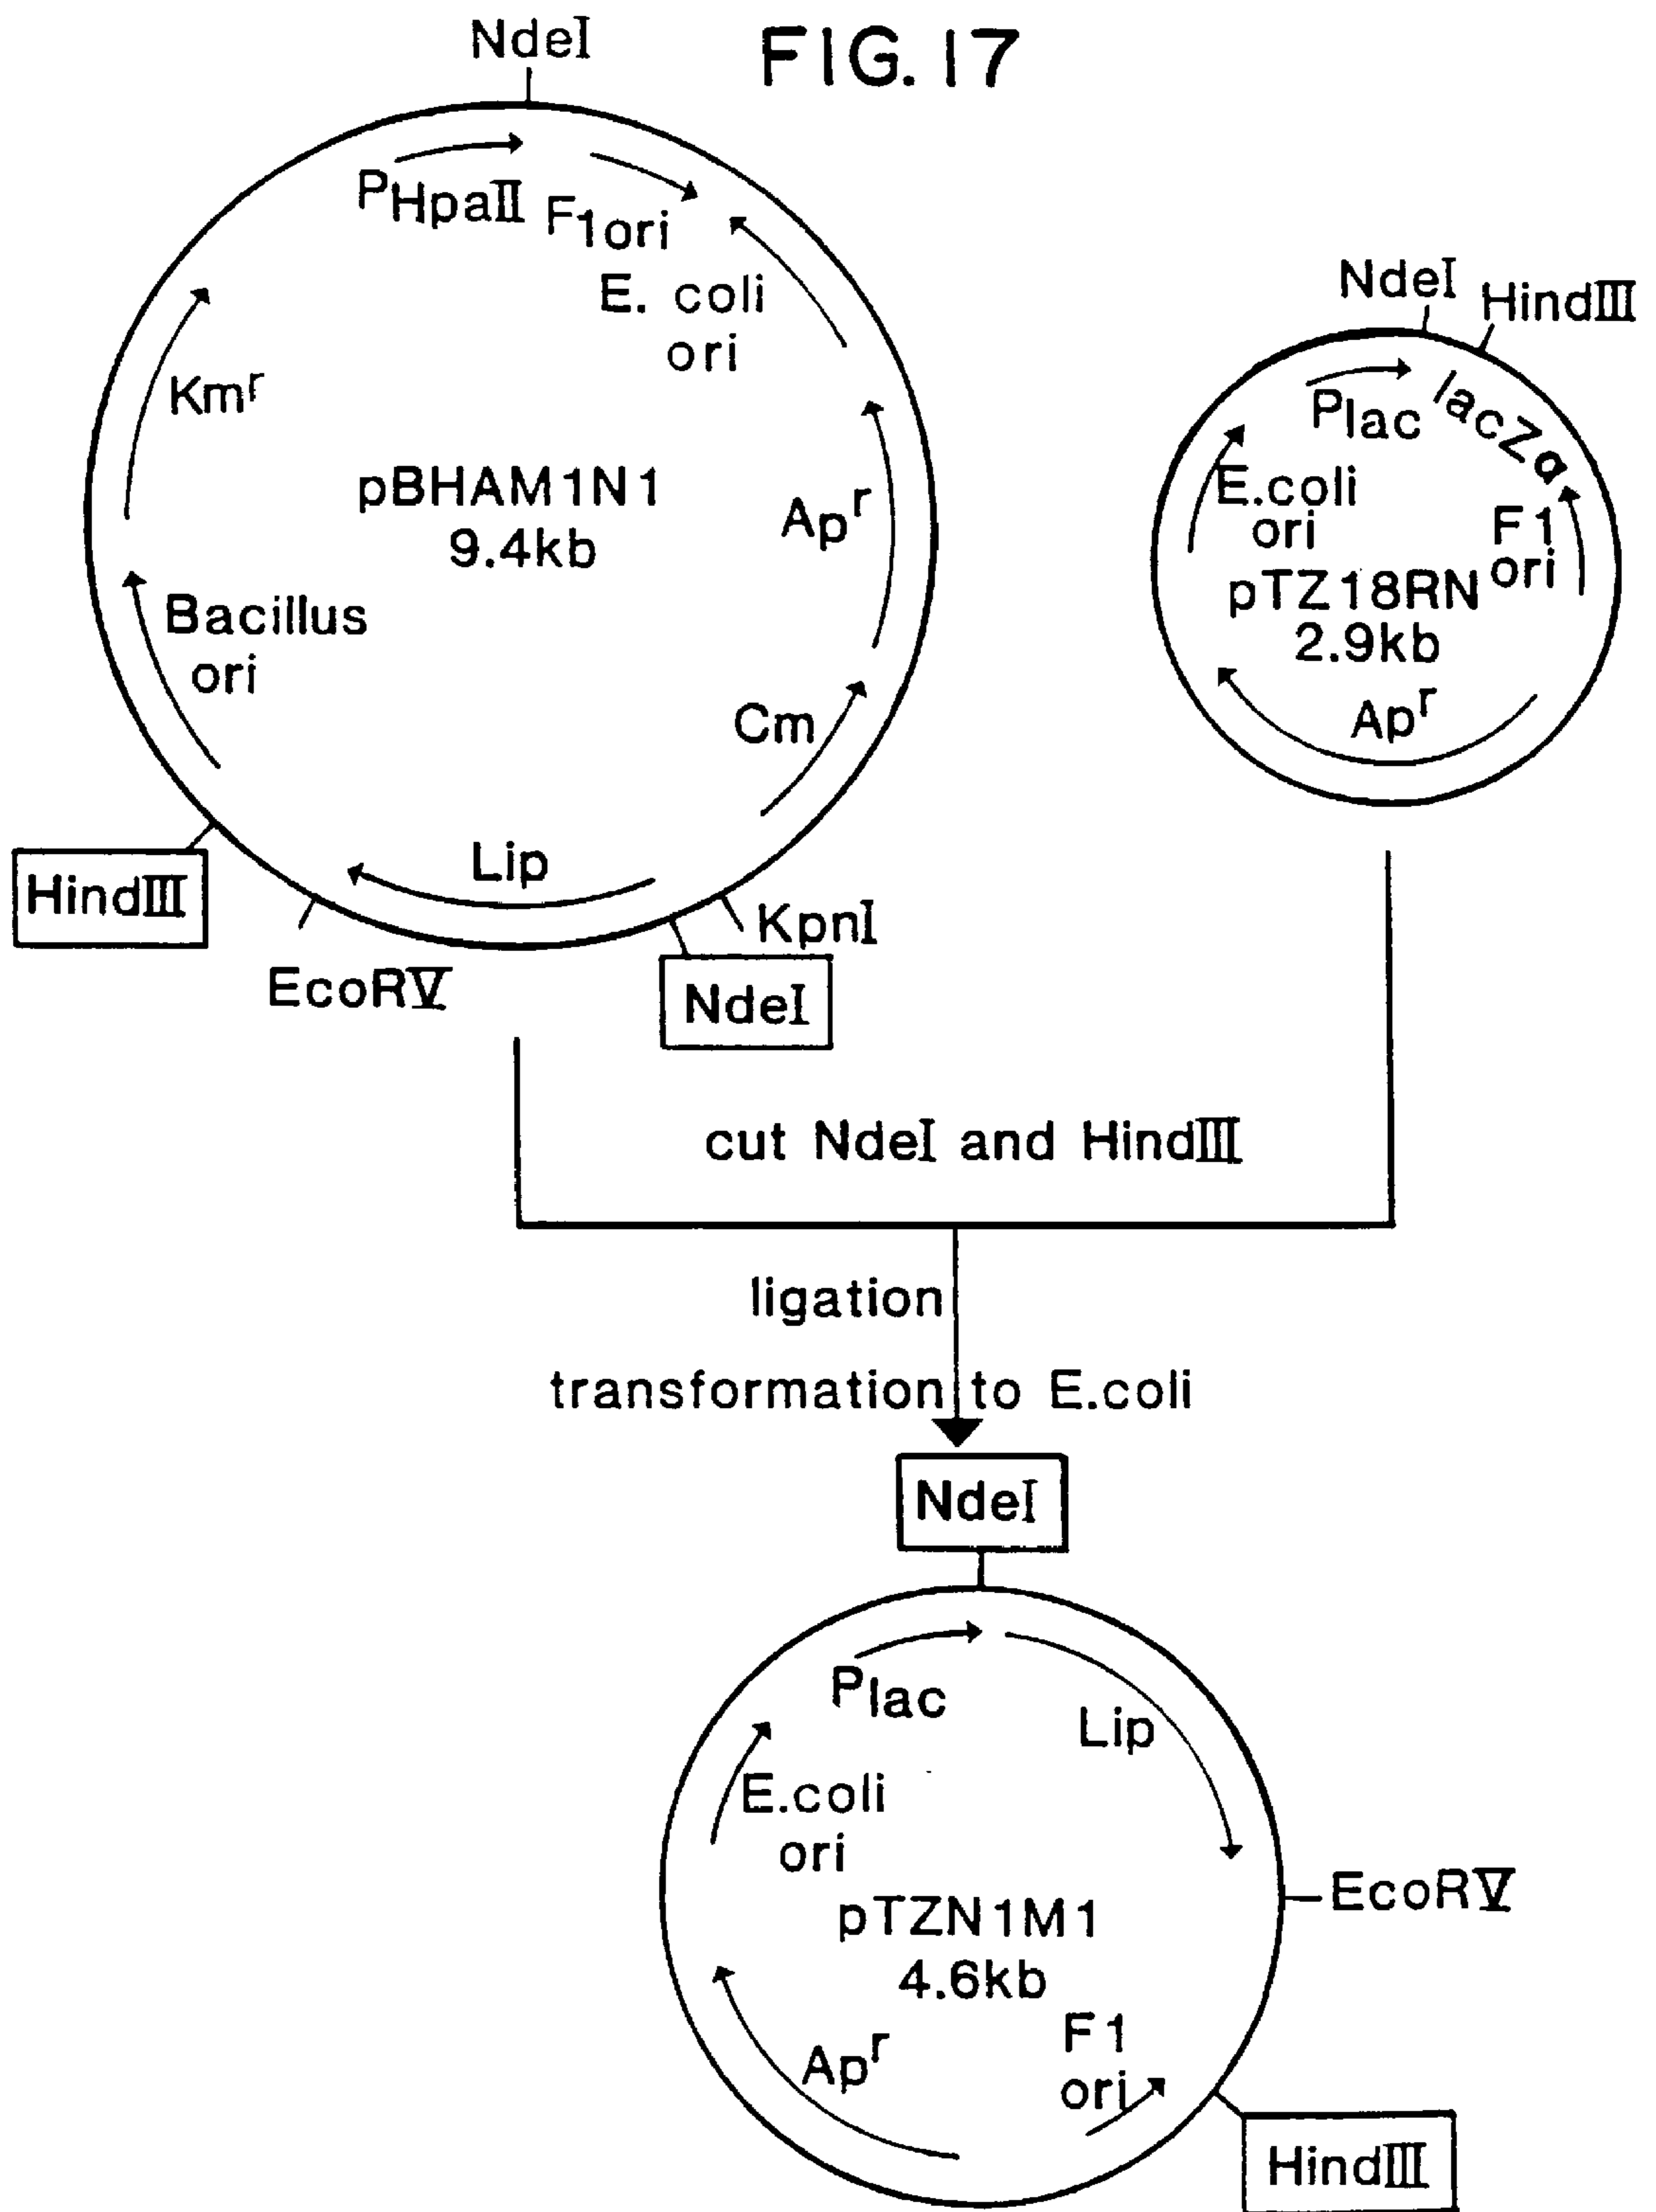 FIG. 17
NdeI
PHpaII
F1ori
E. coli
ori
Kmr
pBHAM1N1
9.4kb
Apr
Bacillus
ori
Cm
Lip
HindIII
EcoRV
KpnI
NdeI
NdeI
HindIII
Plac
lacZα
E.coli
ori
F1
ori
pTZ18RN
2.9kb
Apr
cut NdeI and HindIII
ligation
transformation to E.coli
NdeI
Plac
Lip
E.coli
ori
EcoRV
pTZN1M1
4.6kb
Apr
F1
ori
HindIII